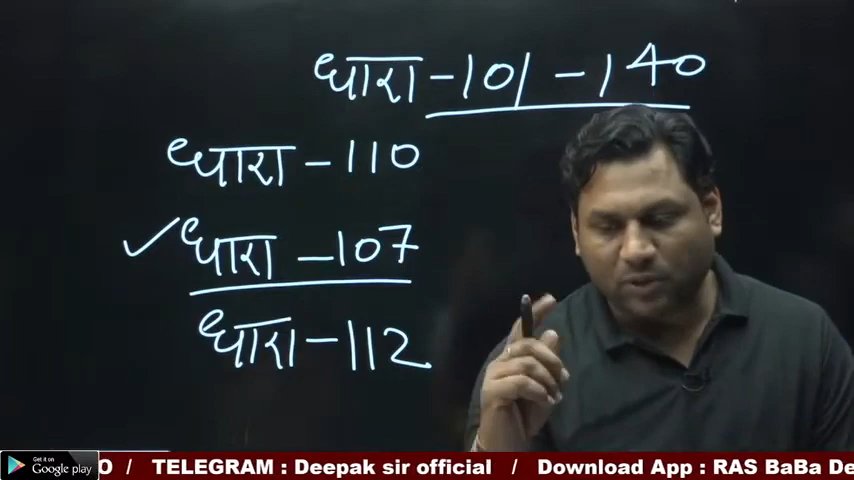 धारा - 101 - 140
धारा - 110
✓ धारा - 107
धारा - 112
GET IT ON
Google play
O / TELEGRAM : Deepak sir official / Download App : RAS BaBa De